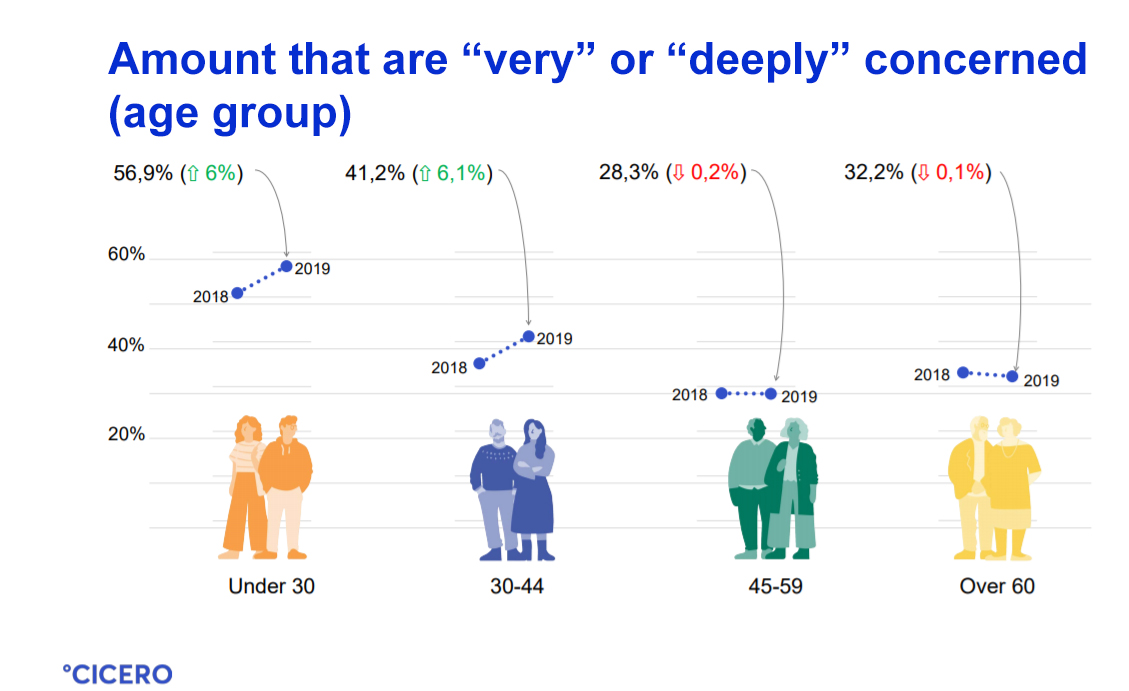 Amount that are “very” or “deeply” concerned
(age group)
56,9% (⇧ 6%)
41,2% (⇧ 6,1%)
28,3% (⇩ 0,2%)
32,2% (⇩ 0,1%)
60%
40%
20%
2018
2019
2018
2019
2018
2019
2018
2019
Under 30
30-44
45-59
Over 60
°CICERO